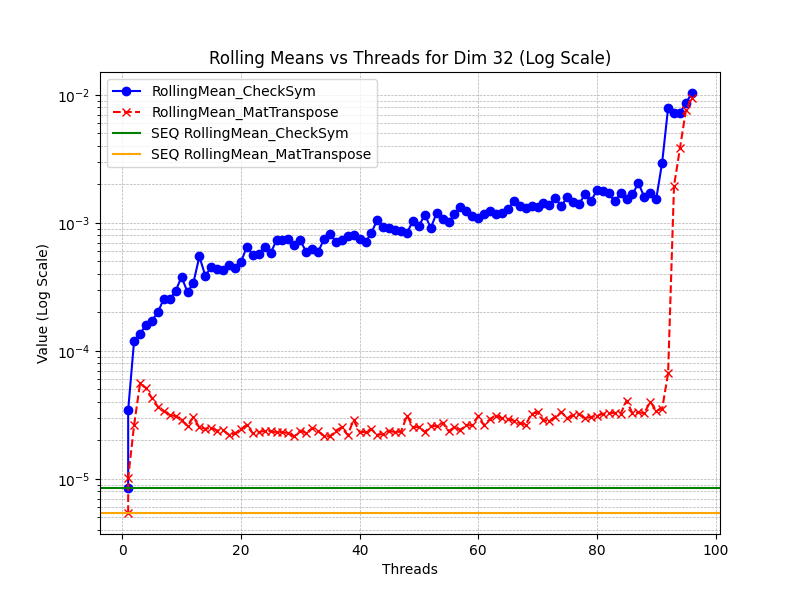 Rolling Means vs Threads for Dim 32 (Log Scale)
RollingMean_CheckSym
RollingMean_MatTranspose
SEQ RollingMean_CheckSym
SEQ RollingMean_MatTranspose
Value (Log Scale)
10⁻²
10⁻³
10⁻⁴
10⁻⁵
0 20 40 60 80 100
Threads